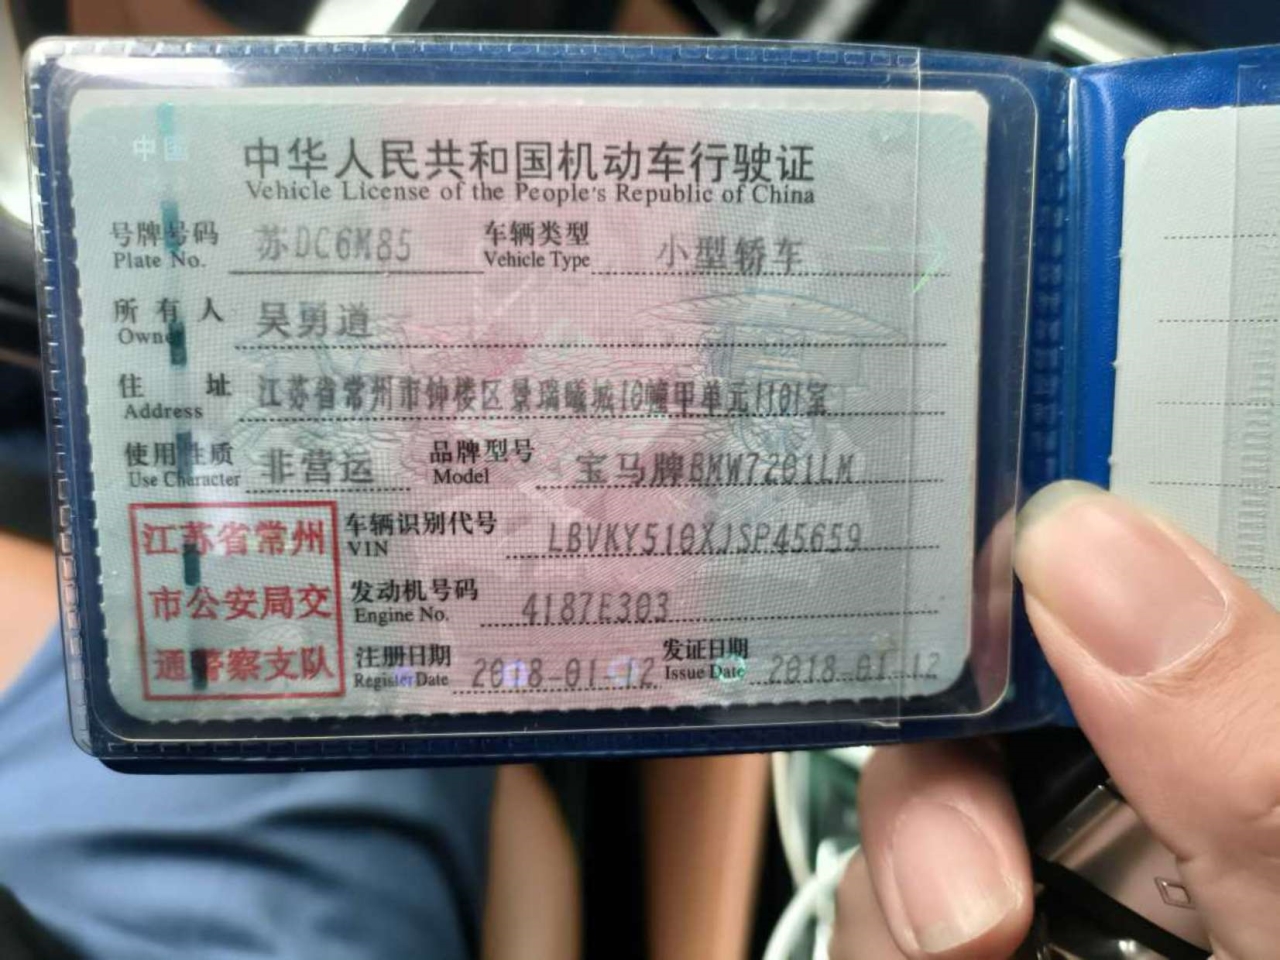 中国
中华人民共和国机动车行驶证
Vehicle License of the People's Republic of China
号牌号码 苏DC6M85 车辆类型 小型轿车
Plate No. Vehicle Type
所有人 吴勇道
Owner
住址 江苏省常州市钟楼区景瑞曦城10幢甲单元1101室
Address
使用性质 非营运 品牌型号 宝马牌BMW7201LM
Use Character Model
车辆识别代号 LBVKY510XJSP45659
VIN
发动机号码 4187E303
Engine No.
注册日期 2018-01-12 发证日期 2018-01-12
Register Date Issue Date
江苏省常州
市公安局交
通警察支队